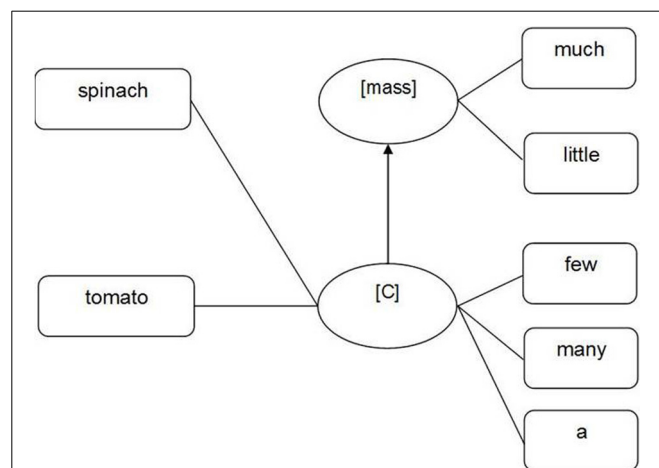 spinach
tomato
[mass]
[C]
much
little
few
many
a